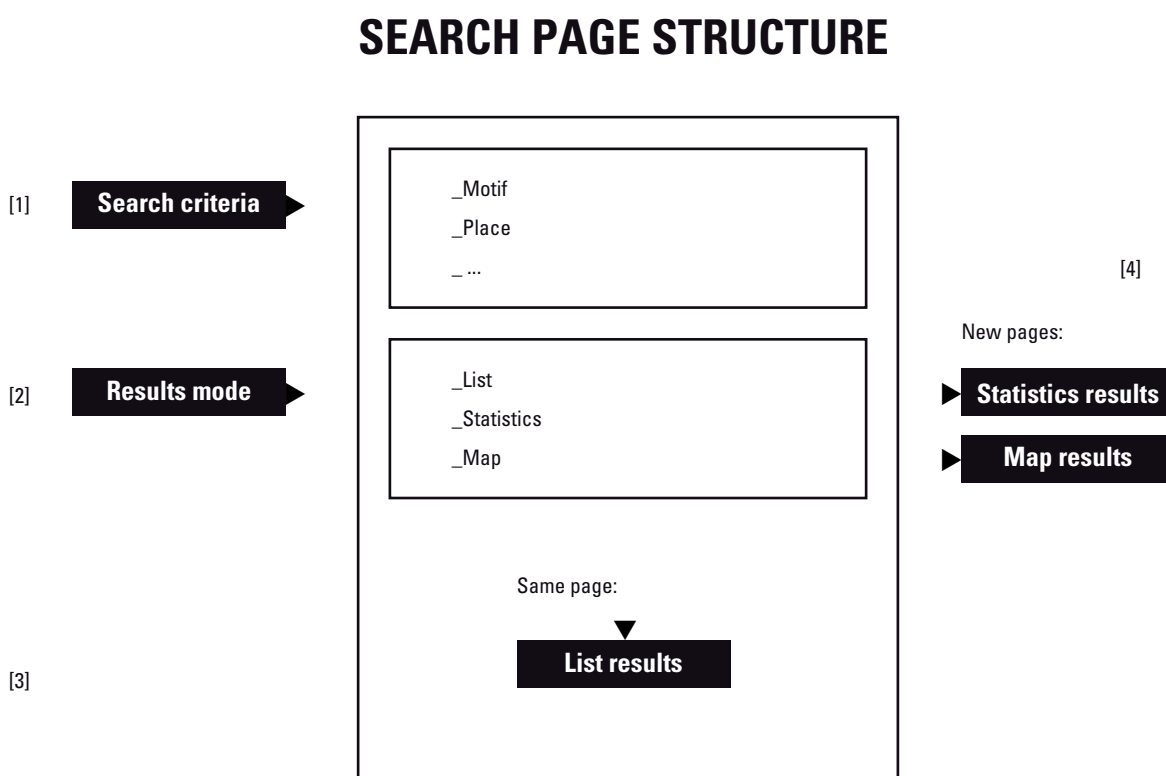 SEARCH PAGE STRUCTURE
[1]
Search criteria
_Motif
_Place
_ ...
[4]
New pages:
[2]
Results mode
_List
_Statistics
_Map
Statistics results
Map results
Same page:
List results
[3]